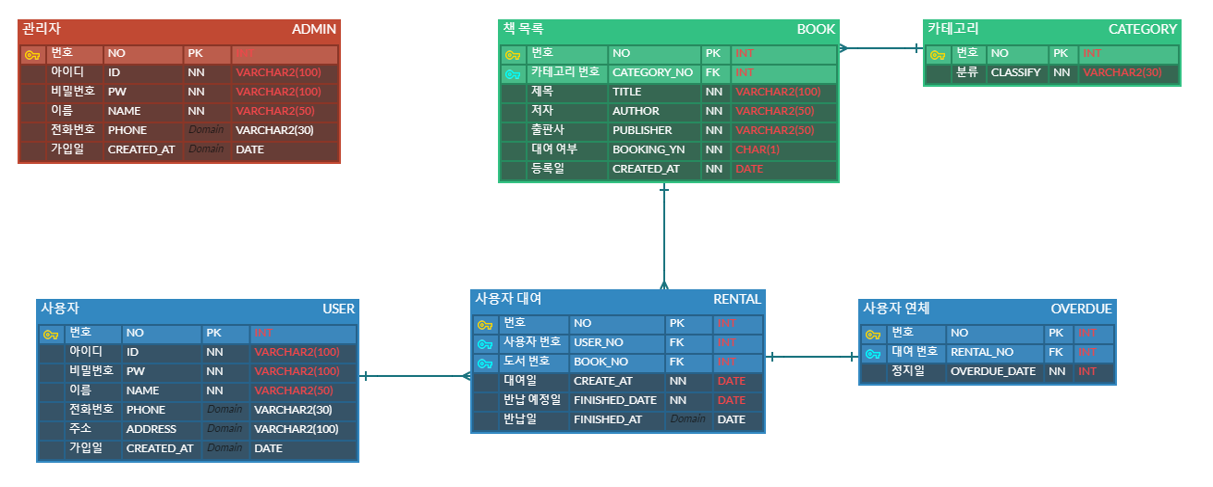 관리자 ADMIN
번호 NO PK INT
아이디 ID NN VARCHAR2(100)
비밀번호 PW NN VARCHAR2(100)
이름 NAME NN VARCHAR2(50)
전화번호 PHONE Domain VARCHAR2(30)
가입일 CREATED_AT Domain DATE
책 목록 BOOK
번호 NO PK INT
카테고리 번호 CATEGORY_NO FK INT
제목 TITLE NN VARCHAR2(100)
저자 AUTHOR NN VARCHAR2(50)
출판사 PUBLISHER NN VARCHAR2(50)
대여 여부 BOOKING_YN NN CHAR(1)
등록일 CREATED_AT NN DATE
카테고리 CATEGORY
번호 NO PK INT
분류 CLASSIFY NN VARCHAR2(30)
사용자 USER
번호 NO PK INT
아이디 ID NN VARCHAR2(100)
비밀번호 PW NN VARCHAR2(100)
이름 NAME NN VARCHAR2(50)
전화번호 PHONE Domain VARCHAR2(30)
주소 ADDRESS Domain VARCHAR2(100)
가입일 CREATED_AT Domain DATE
사용자 대여 RENTAL
번호 NO PK INT
사용자 번호 USER_NO FK INT
도서 번호 BOOK_NO FK INT
대여일 CREATE_AT NN DATE
반납 예정일 FINISHED_DATE NN DATE
반납일 FINISHED_AT Domain DATE
사용자 연체 OVERDUE
번호 NO PK INT
대여 번호 RENTAL_NO FK INT
정지일 OVERDUE_DATE NN INT